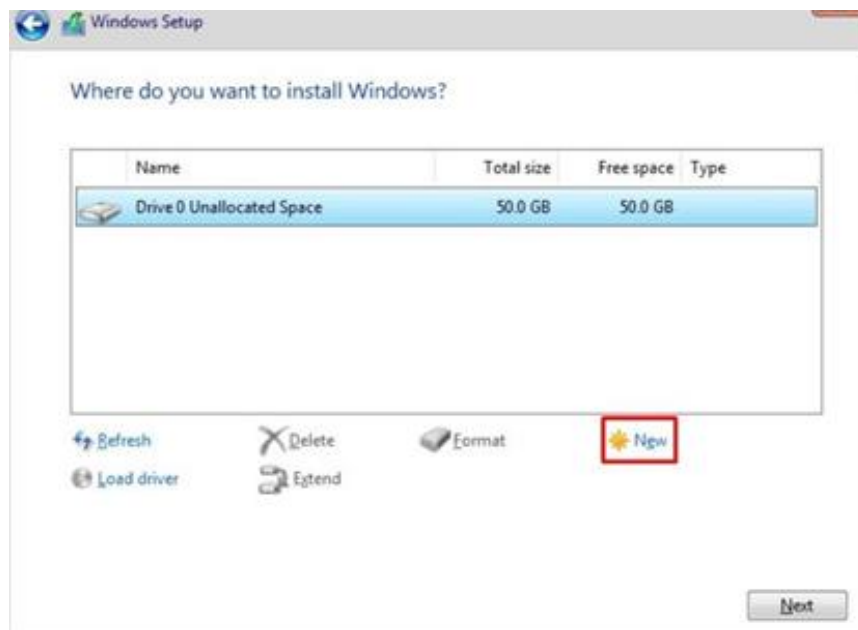 Windows Setup
Where do you want to install Windows?
Name Total size Free space Type
Drive 0 Unallocated Space 50.0 GB 50.0 GB
Refresh Delete Format New
Load driver Extend
Next